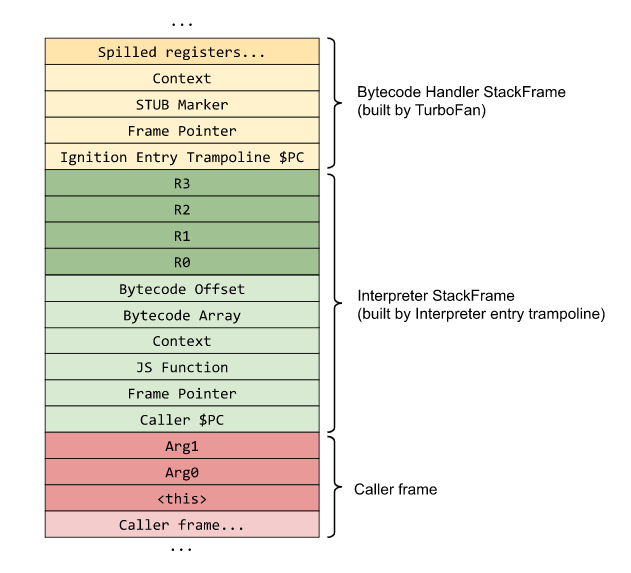 ...
Spilled registers...
Context
STUB Marker
Frame Pointer
Ignition Entry Trampoline $PC
Bytecode Handler StackFrame
(built by TurboFan)
R3
R2
R1
R0
Bytecode Offset
Bytecode Array
Context
JS Function
Frame Pointer
Caller $PC
Interpreter StackFrame
(built by Interpreter entry trampoline)
Arg1
Arg0
<this>
Caller frame...
Caller frame
...